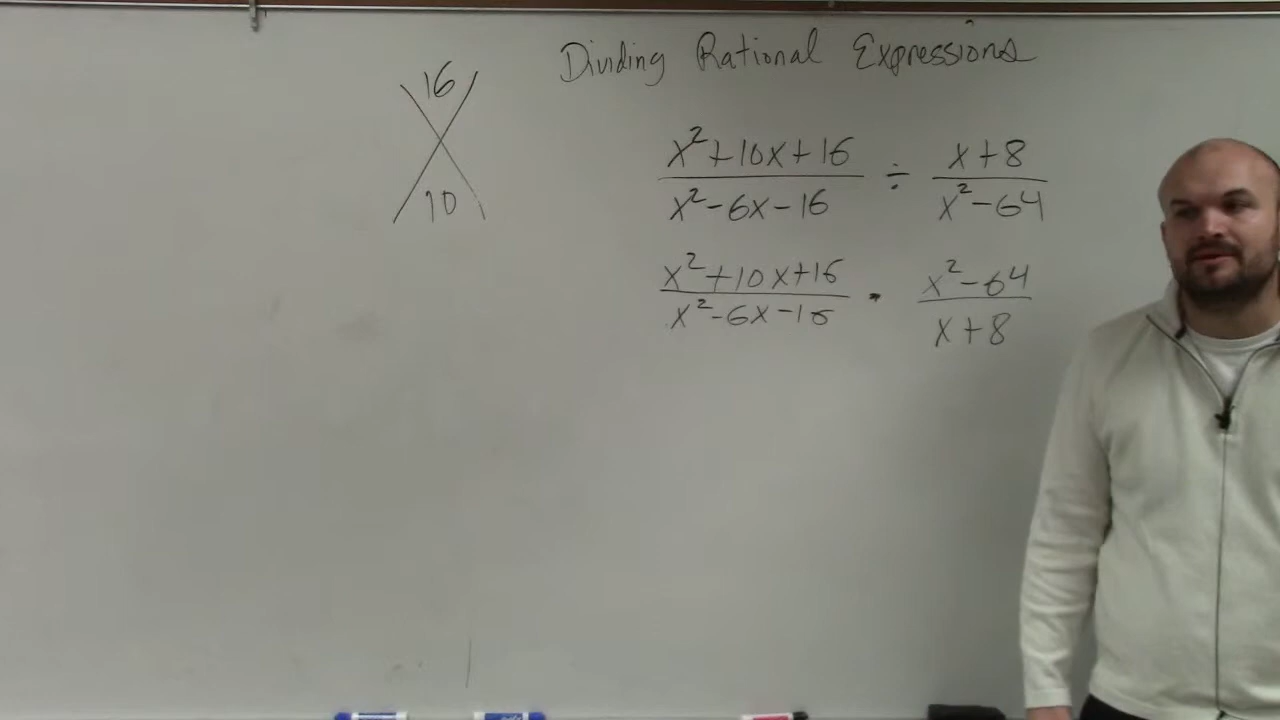 Dividing Rational Expressions
16
10
x²+10x+16 ÷ x+8
x²-6x-16 x²-64
x²+10x+16 · x²-64
x²-6x-16 x+8